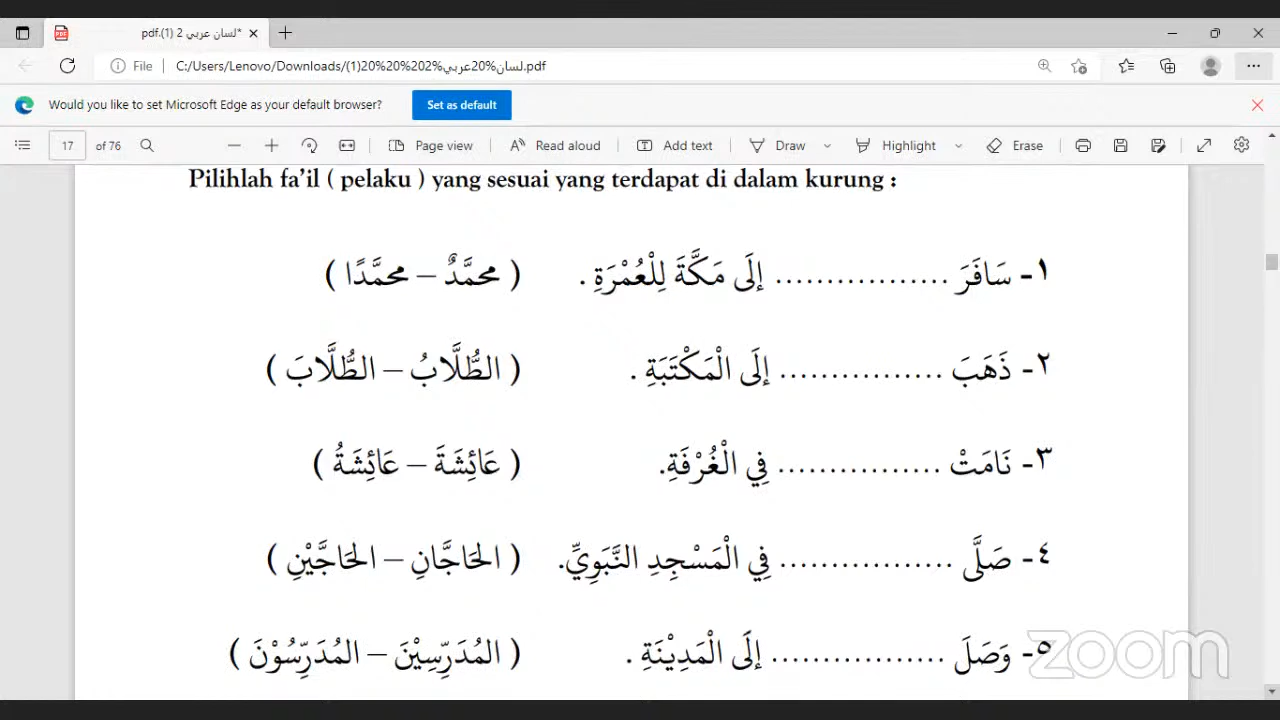 *لسان عربي 2 (1).pdf
File C:/Users/Lenovo/Downloads/(1)20%20%202%لسان%20عربي.pdf
Would you like to set Microsoft Edge as your default browser? Set as default
17 of 76 Page view Read aloud Add text Draw Highlight Erase
Pilihlah fa'il ( pelaku ) yang sesuai yang terdapat di dalam kurung :
١- سَافَرَ ................. إِلَى مَكَّةَ لِلْعُمْرَةِ . ( محمَّدٌ – محمَّدًا )
٢- ذَهَبَ ................ إِلَى الْمَكْتَبَةِ . ( الطُّلَّابُ – الطُّلَّابَ )
٣- نَامَتْ ................ فِي الْغُرْفَةِ. ( عَائِشَةَ – عَائِشَةُ )
٤- صَلَّى ................. فِي الْمَسْجِدِ النَّبَوِيِّ. ( الحَاجَّانِ – الحَاجَّيْنِ )
٥- وَصَلَ ................. إِلَى الْمَدِيْنَةِ . ( المُدَرِّسِيْنَ – المُدَرِّسُوْنَ )
zoom